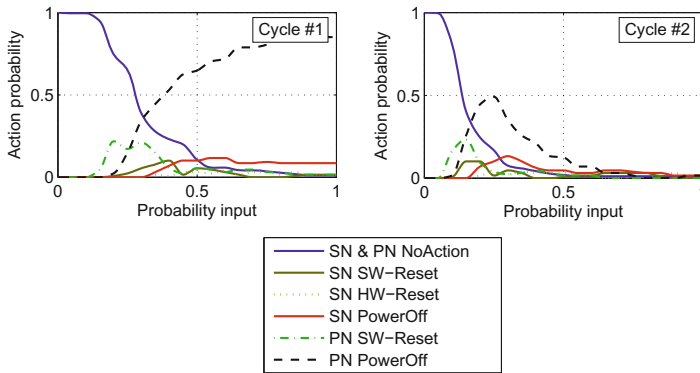 Cycle #1
Action probability
1
0.5
0
0
0.5
1
Probability input
Cycle #2
Action probability
1
0.5
0
0
0.5
Probability input
SN & PN NoAction
SN SW−Reset
SN HW−Reset
SN PowerOff
PN SW−Reset
PN PowerOff